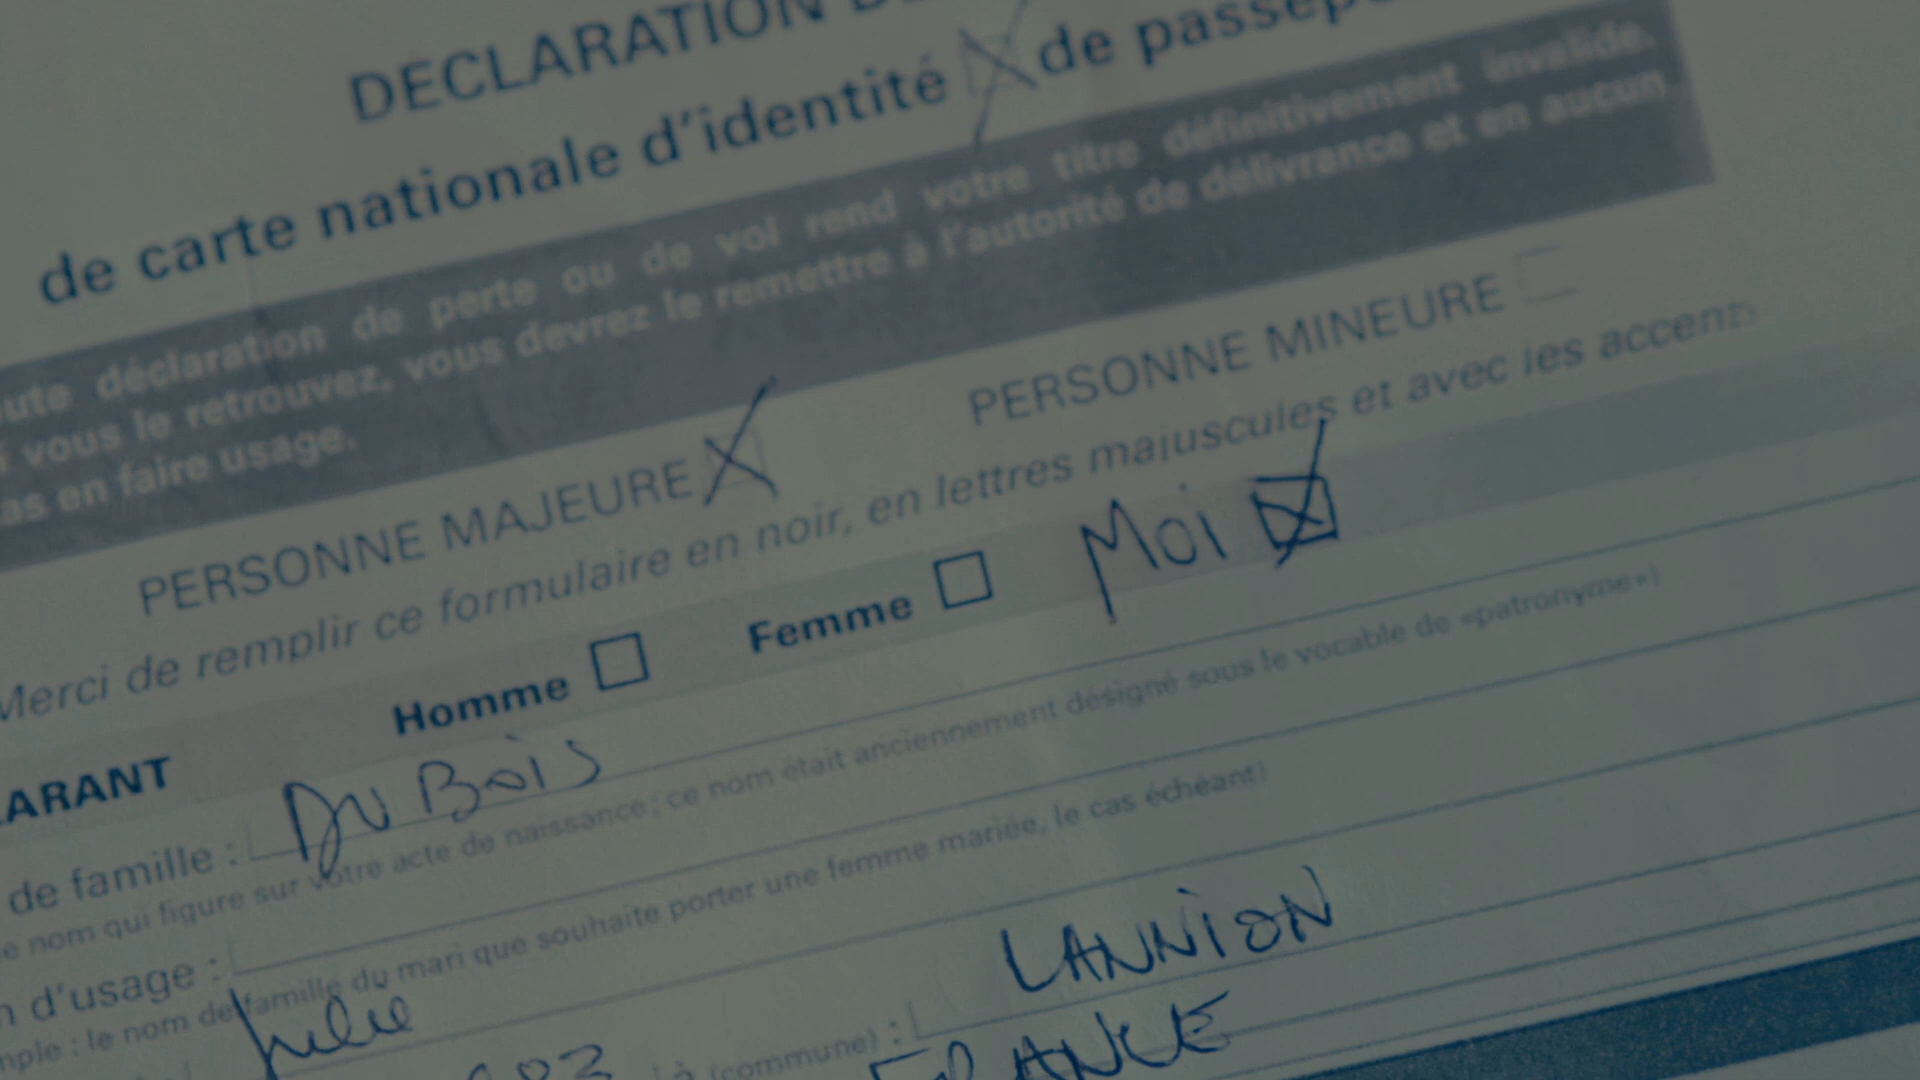 DECLARATION D
de carte nationale d'identité de passep
ute déclaration de perte ou de vol rend votre titre définitivement invalide.
i vous le retrouvez, vous devrez le remettre à l'autorité de délivrance et en aucun
as en faire usage.
PERSONNE MAJEURE PERSONNE MINEURE
Merci de remplir ce formulaire en noir, en lettres majuscules et avec les accen
LARANT Homme Femme Moi
de famille : Du Bois
e nom qui figure sur votre acte de naissance; ce nom était anciennement désigné sous le vocable de «patronyme»)
n d'usage :
mple : le nom de famille du mari que souhaite porter une femme mariée, le cas échéant)
Julie
à (commune) : LANNION
FRANCE